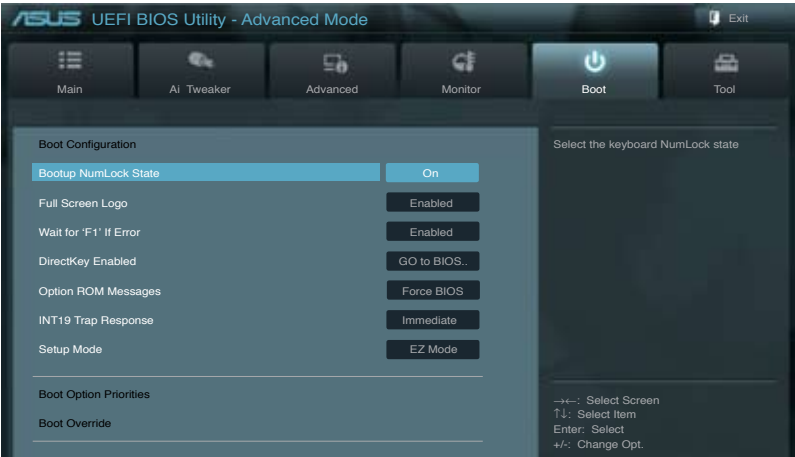 ASUS UEFI BIOS Utility - Advanced Mode
Exit
Main
Ai Tweaker
Advanced
Monitor
Boot
Tool
Boot Configuration
Select the keyboard NumLock state
Bootup NumLock State On
Full Screen Logo Enabled
Wait for ‘F1’ If Error Enabled
DirectKey Enabled GO to BIOS..
Option ROM Messages Force BIOS
INT19 Trap Response Immediate
Setup Mode EZ Mode
Boot Option Priorities
Boot Override
→←: Select Screen
↑↓: Select Item
Enter: Select
+/-: Change Opt.